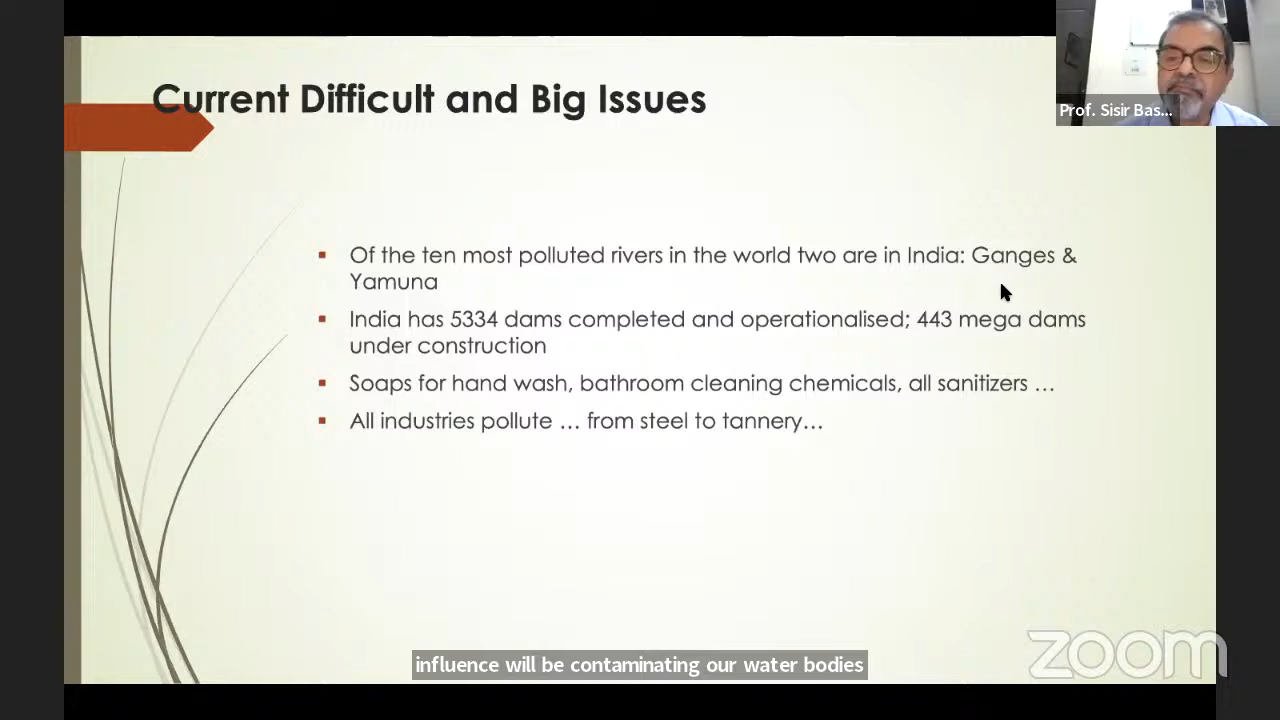 Current Difficult and Big Issues
Prof. Sisir Bas...
▪ Of the ten most polluted rivers in the world two are in India: Ganges &
Yamuna
▪ India has 5334 dams completed and operationalised; 443 mega dams
under construction
▪ Soaps for hand wash, bathroom cleaning chemicals, all sanitizers …
▪ All industries pollute … from steel to tannery…
influence will be contaminating our water bodies
zoom